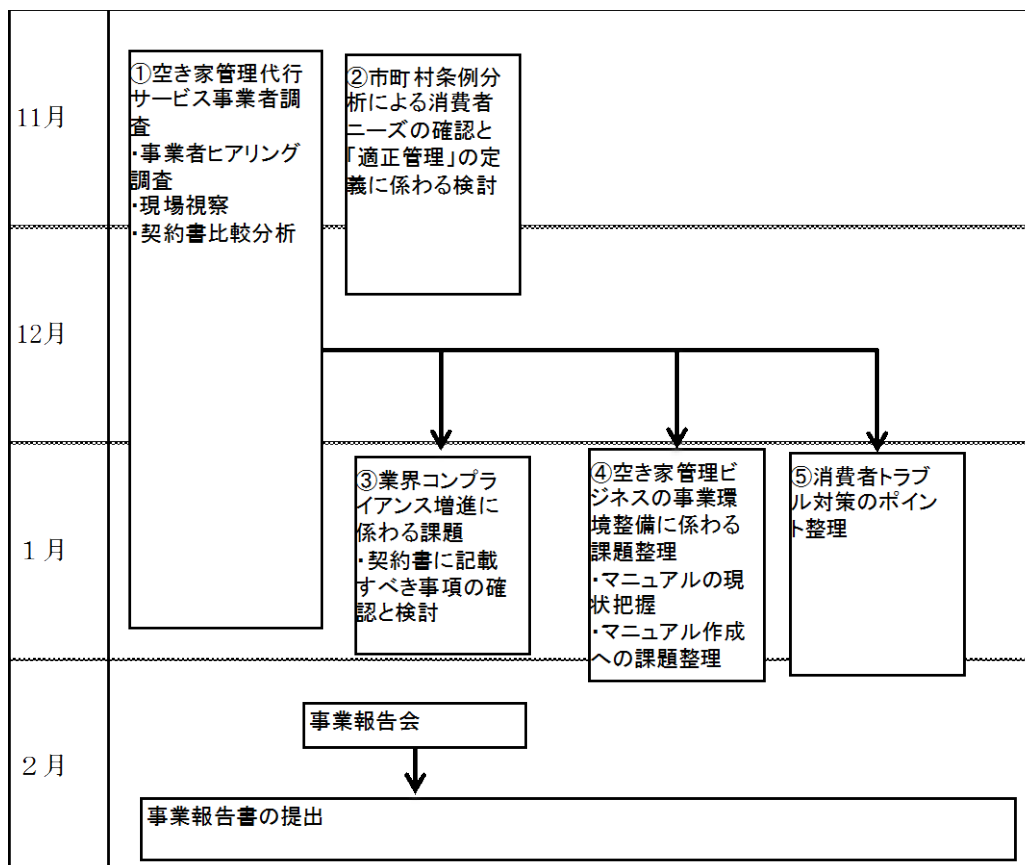 11月
①空き家管理代行
サービス事業者調
査
・事業者ヒアリング
調査
・現場視察
・契約書比較分析
②市町村条例分
析による消費者
ニーズの確認と
「適正管理」の定
義に係わる検討
12月
1月
③業界コンプラ
イアンス増進に
係わる課題
・契約書に記載
すべき事項の確
認と検討
④空き家管理ビ
ジネスの事業環
境整備に係わる
課題整理
・マニュアルの現
状把握
・マニュアル作成
への課題整理
⑤消費者トラブ
ル対策のポイン
ト整理
2月
事業報告会
事業報告書の提出